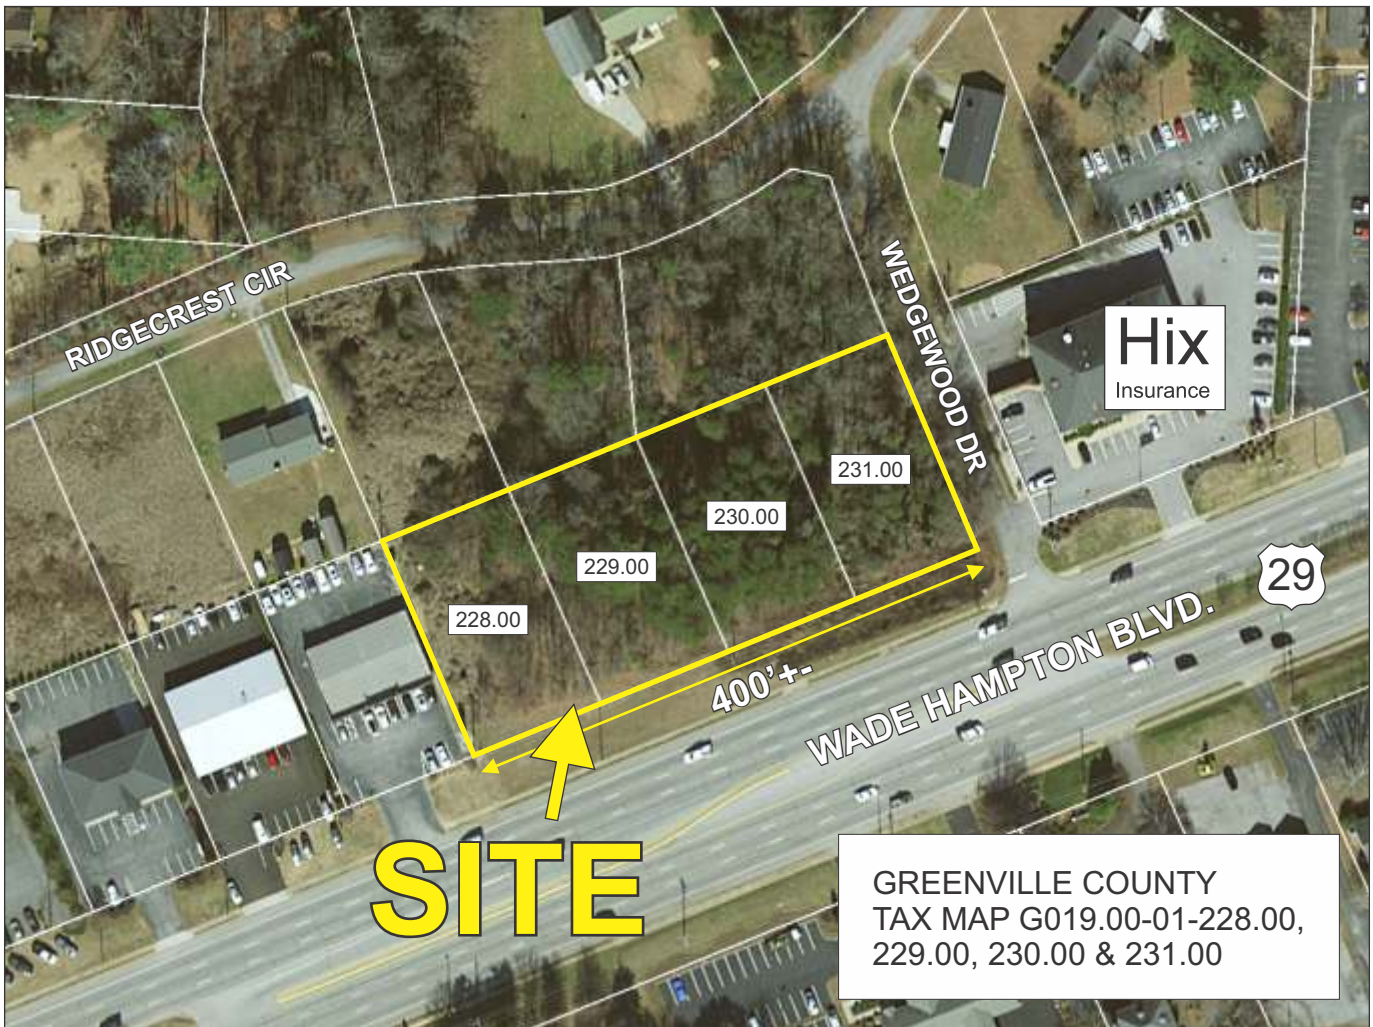 RIDGECREST CIR
WEDGEWOOD DR
Hix
Insurance
231.00
230.00
229.00
228.00
29
400'+-
WADE HAMPTON BLVD.
SITE
GREENVILLE COUNTY
TAX MAP G019.00-01-228.00,
229.00, 230.00 & 231.00